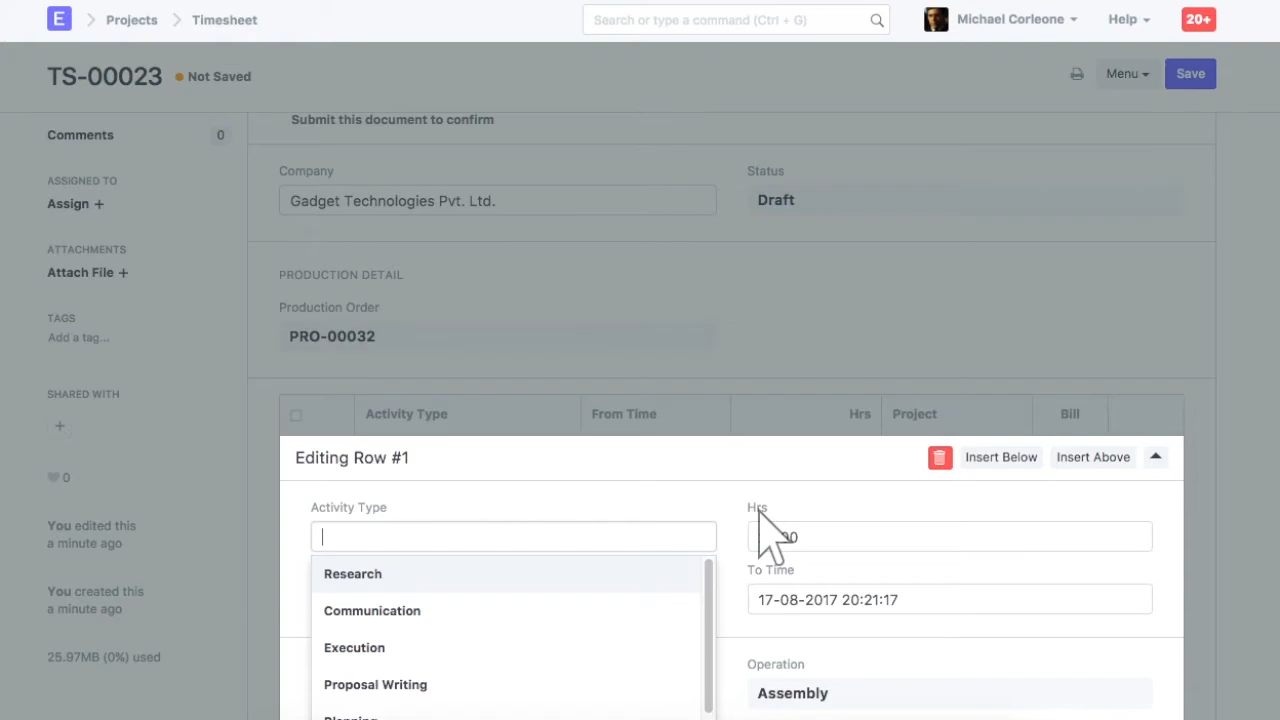 E Projects Timesheet Search or type a command (Ctrl + G) Michael Corleone Help 20+
TS-00023 Not Saved Menu Save
Comments 0
ASSIGNED TO
Assign +
ATTACHMENTS
Attach File +
TAGS
Add a tag...
SHARED WITH
+
0
You edited this
a minute ago
You created this
a minute ago
25.97MB (0%) used
Submit this document to confirm
Company Status
Gadget Technologies Pvt. Ltd. Draft
PRODUCTION DETAIL
Production Order
PRO-00032
Activity Type From Time Hrs Project Bill
Editing Row #1 Insert Below Insert Above
Activity Type Hrs
To Time
17-08-2017 20:21:17
Research
Communication
Execution
Proposal Writing
Planning
Operation
Assembly